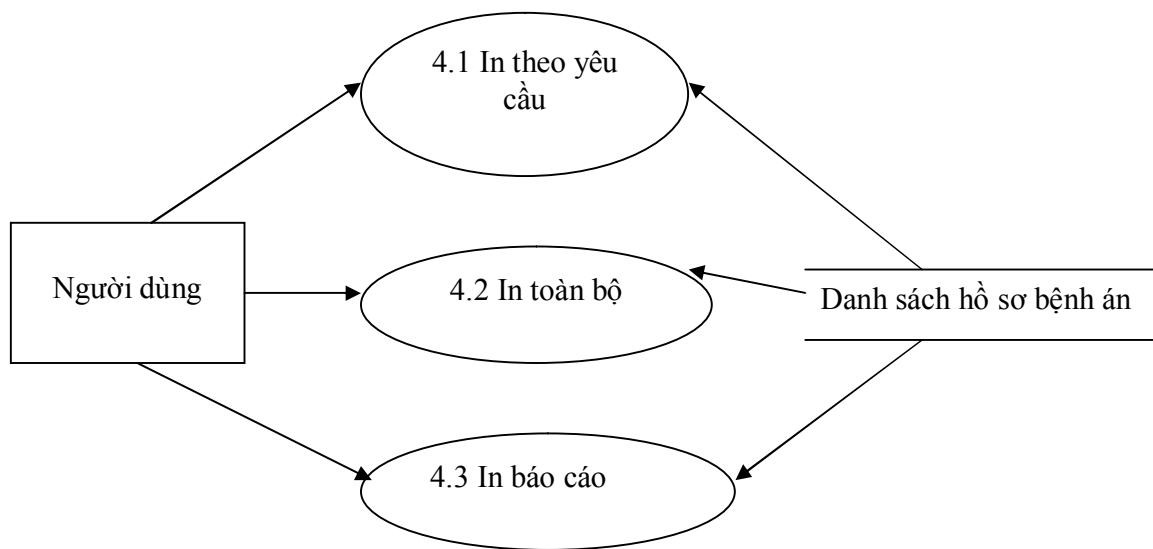 4.1 In theo yêu
cầu
Người dùng
4.2 In toàn bộ
Danh sách hồ sơ bệnh án
4.3 In báo cáo